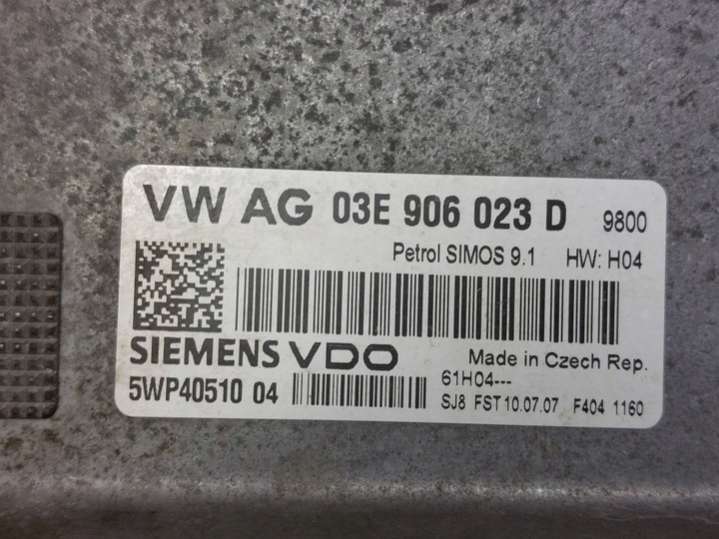 VW AG 03E 906 023 D 9800
Petrol SIMOS 9.1 HW: H04
SIEMENS VDO Made in Czech Rep.
5WP40510 04 61H04---
SJ8 FST 10.07.07 F404 1160